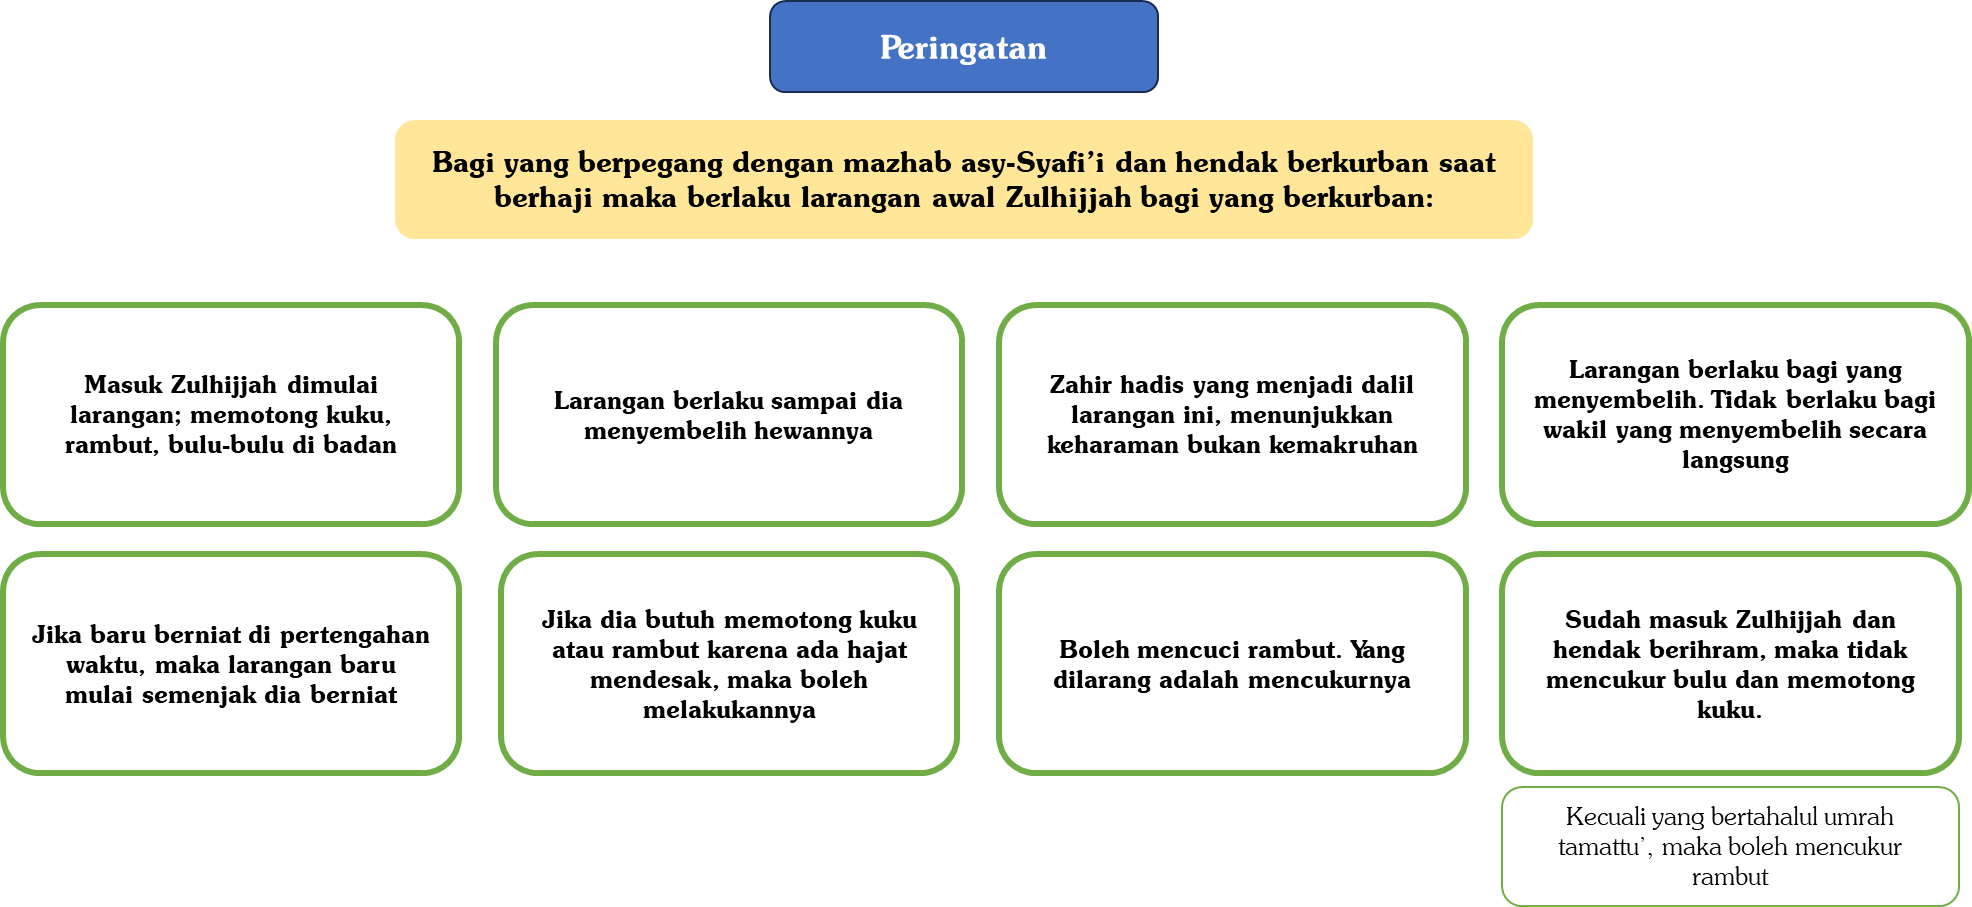 Peringatan
Bagi yang berpegang dengan mazhab asy-Syafi’i dan hendak berkurban saat
berhaji maka berlaku larangan awal Zulhijjah bagi yang berkurban:
Masuk Zulhijjah dimulai
larangan; memotong kuku,
rambut, bulu-bulu di badan
Larangan berlaku sampai dia
menyembelih hewannya
Zahir hadis yang menjadi dalil
larangan ini, menunjukkan
keharaman bukan kemakruhan
Larangan berlaku bagi yang
menyembelih. Tidak berlaku bagi
wakil yang menyembelih secara
langsung
Jika baru berniat di pertengahan
waktu, maka larangan baru
mulai semenjak dia berniat
Jika dia butuh memotong kuku
atau rambut karena ada hajat
mendesak, maka boleh
melakukannya
Boleh mencuci rambut. Yang
dilarang adalah mencukurnya
Sudah masuk Zulhijjah dan
hendak berihram, maka tidak
mencukur bulu dan memotong
kuku.
Kecuali yang bertahalul umrah
tamattu’, maka boleh mencukur
rambut